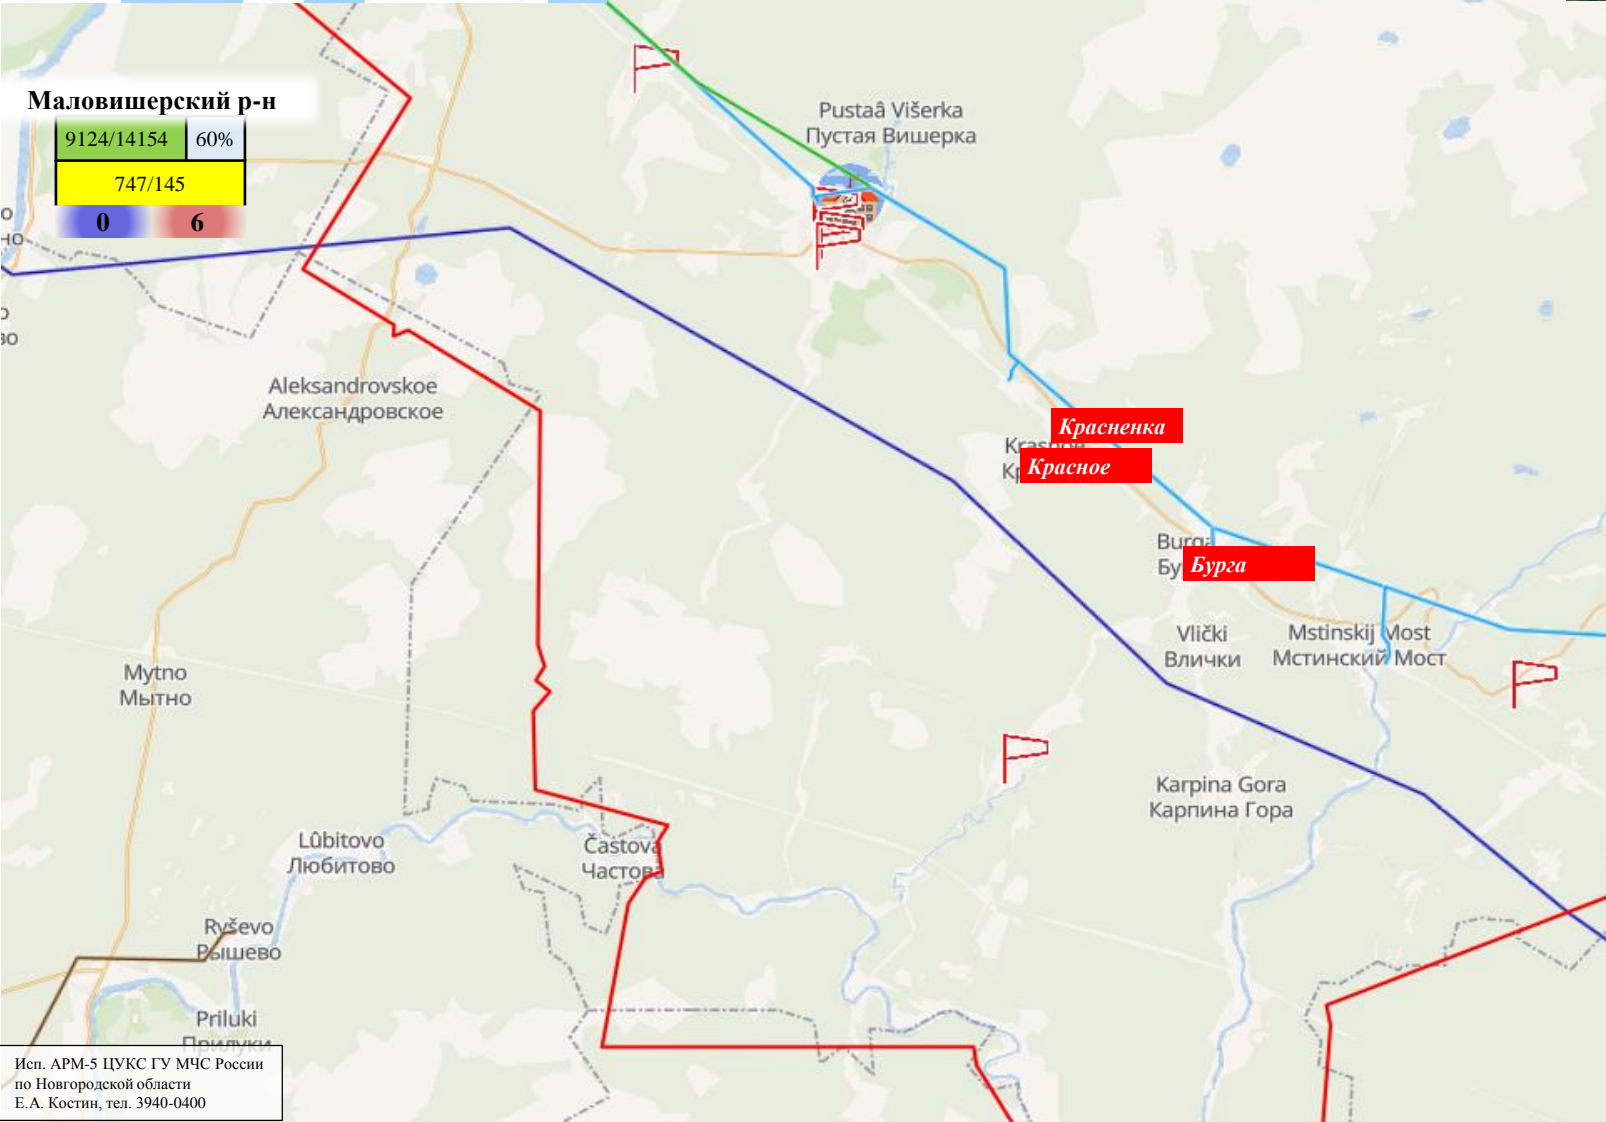 Маловишерский р-н
9124/14154 60%
747/145
0 6
Pustaâ Višerka
Пустая Вишерка
Aleksandrovskoe
Александровское
Красненка
Красное
Бурга
Vlički
Влички
Mstinskij Most
Мстинский Мост
Mytno
Мытно
Karpina Gora
Карпина Гора
Lûbitovo
Любитово
Častova
Частова
Ryševo
Рышево
Priluki
Прилуки
Исп. АРМ-5 ЦУКС ГУ МЧС России
по Новгородской области
Е.А. Костин, тел. 3940-0400